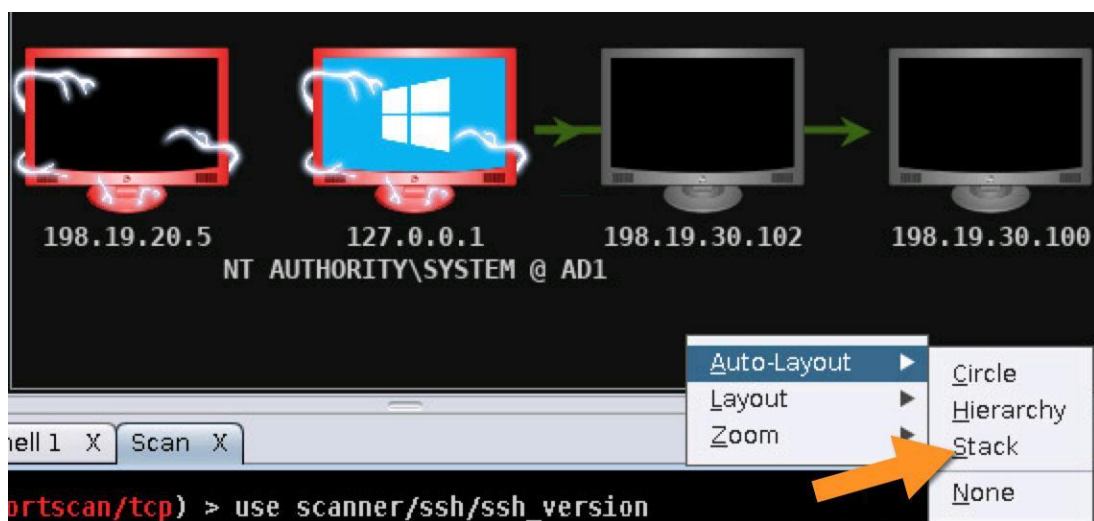 198.19.20.5
127.0.0.1
198.19.30.102
198.19.30.100
NT AUTHORITY\SYSTEM @ AD1
Auto-Layout
Layout
Zoom
Circle
Hierarchy
Stack
None
hell 1 X
Scan X
ortscan/tcp) > use scanner/ssh/ssh_version